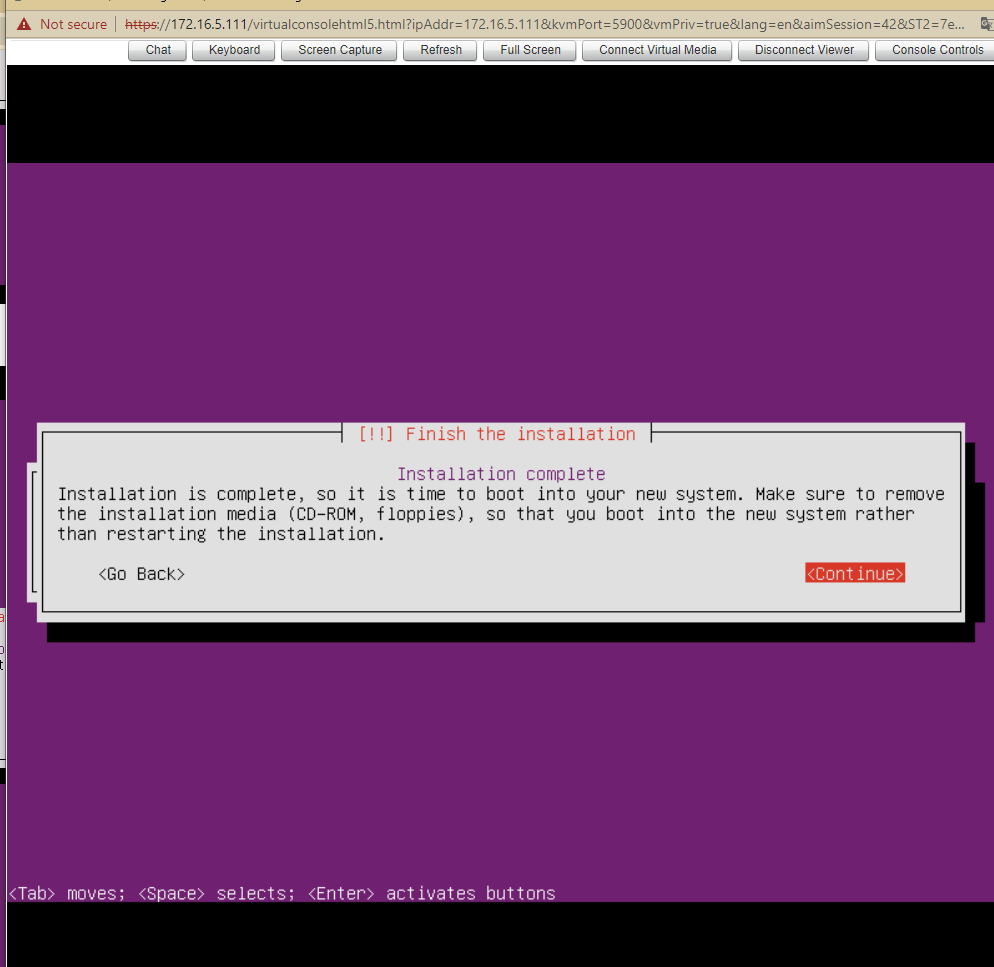 Not secure https://172.16.5.111/virtualconsolehtml5.html?ipAddr=172.16.5.111&kvmPort=5900&vmPriv=true&lang=en&aimSession=42&ST2=7e...
Chat Keyboard Screen Capture Refresh Full Screen Connect Virtual Media Disconnect Viewer Console Controls
[!!] Finish the installation
Installation complete
Installation is complete, so it is time to boot into your new system. Make sure to remove
the installation media (CD-ROM, floppies), so that you boot into the new system rather
than restarting the installation.
<Go Back> <Continue>
<Tab> moves; <Space> selects; <Enter> activates buttons